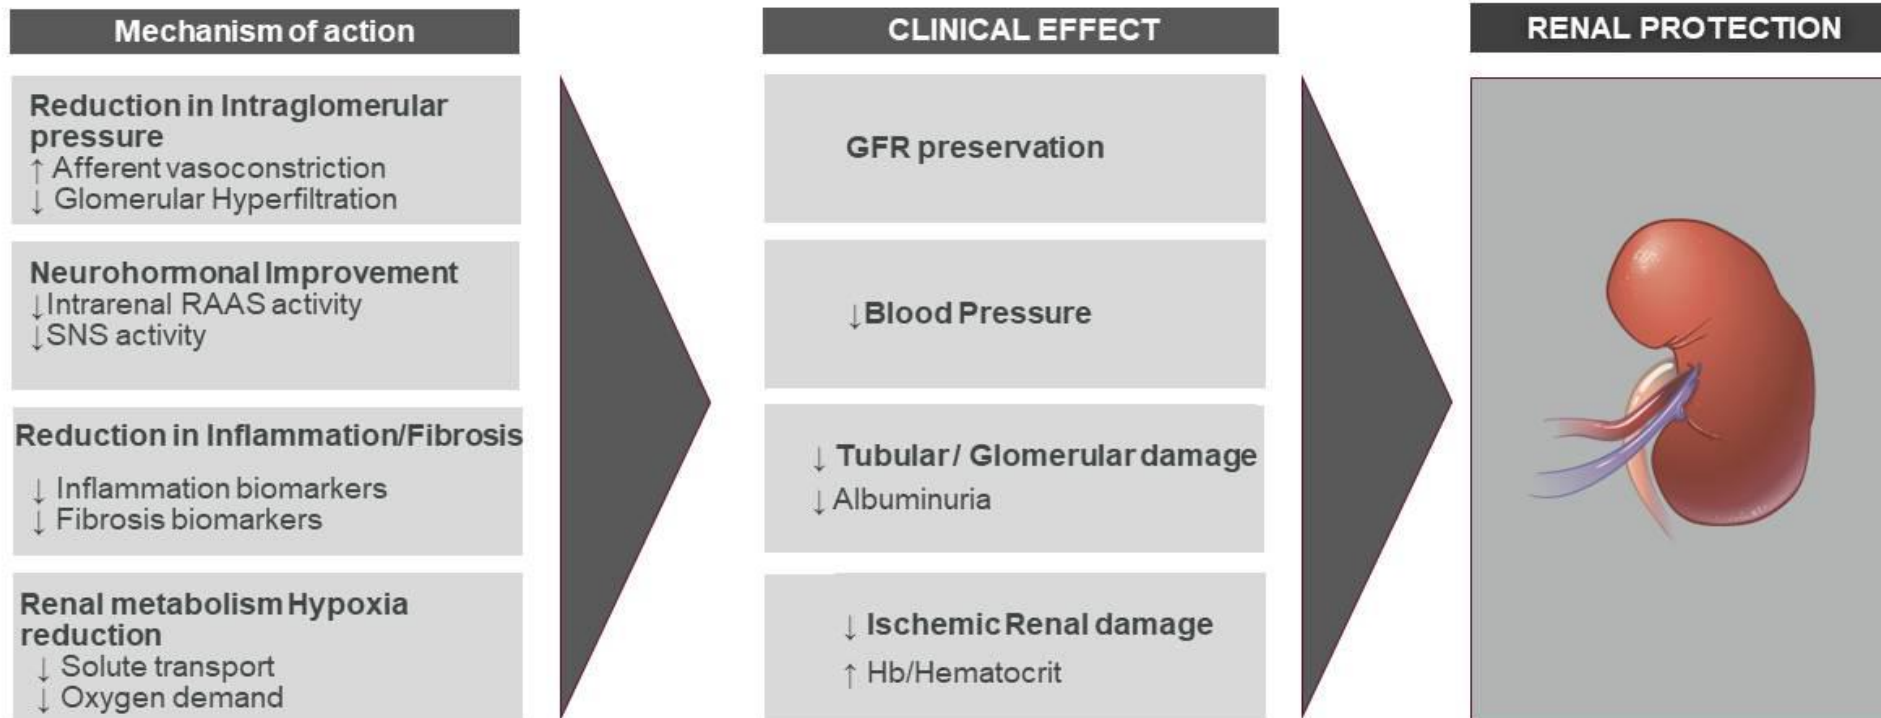 Mechanism of action
Reduction in Intraglomerular
pressure
↑ Afferent vasoconstriction
↓ Glomerular Hyperfiltration
Neurohormonal Improvement
↓Intrarenal RAAS activity
↓SNS activity
Reduction in Inflammation/Fibrosis
↓ Inflammation biomarkers
↓ Fibrosis biomarkers
Renal metabolism Hypoxia
reduction
↓ Solute transport
↓ Oxygen demand
CLINICAL EFFECT
GFR preservation
↓Blood Pressure
↓ Tubular / Glomerular damage
↓ Albuminuria
↓ Ischemic Renal damage
↑ Hb/Hematocrit
RENAL PROTECTION